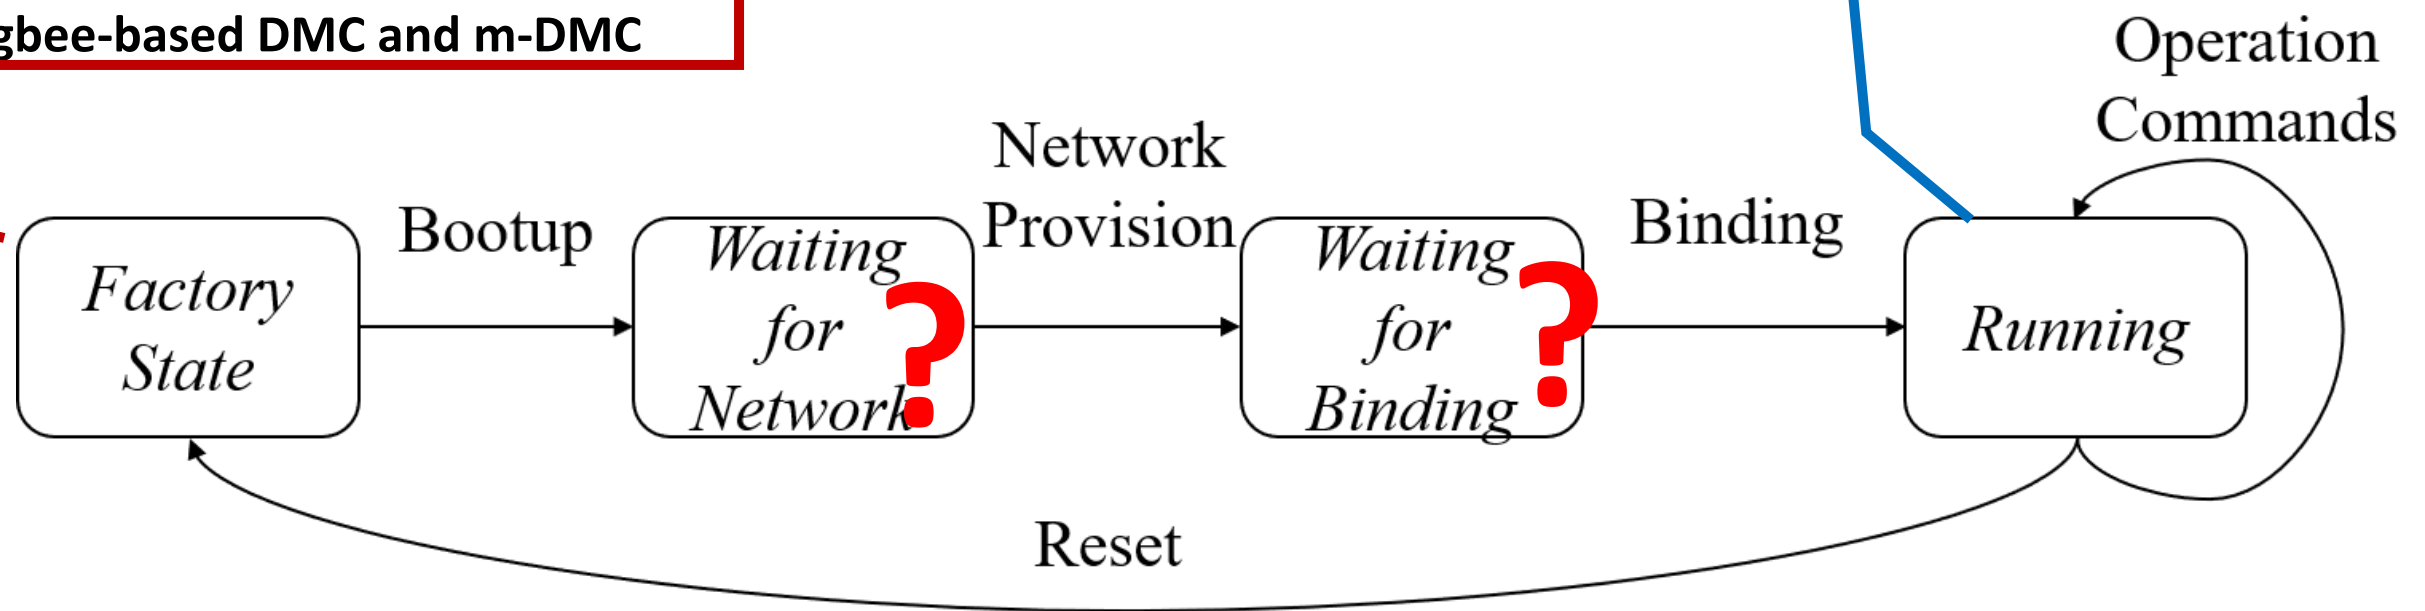 gbee-based DMC and m-DMC
Operation
Commands
Network
Provision
Bootup
Binding
Factory
State
Waiting
for
Network
?
Waiting
for
Binding
?
Running
Reset